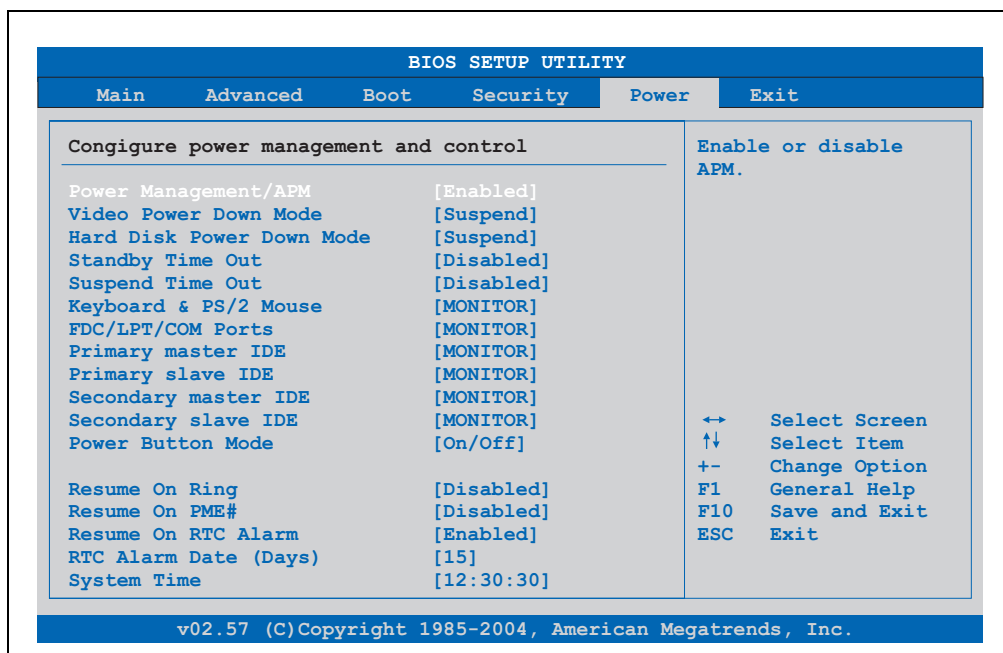 BIOS SETUP UTILITY
Main Advanced Boot Security Power Exit
Congigure power management and control
Power Management/APM [Enabled]
Video Power Down Mode [Suspend]
Hard Disk Power Down Mode [Suspend]
Standby Time Out [Disabled]
Suspend Time Out [Disabled]
Keyboard & PS/2 Mouse [MONITOR]
FDC/LPT/COM Ports [MONITOR]
Primary master IDE [MONITOR]
Primary slave IDE [MONITOR]
Secondary master IDE [MONITOR]
Secondary slave IDE [MONITOR]
Power Button Mode [On/Off]
Resume On Ring [Disabled]
Resume On PME# [Disabled]
Resume On RTC Alarm [Enabled]
RTC Alarm Date (Days) [15]
System Time [12:30:30]
Enable or disable
APM.
↔ Select Screen
↑↓ Select Item
+- Change Option
F1 General Help
F10 Save and Exit
ESC Exit
v02.57 (C)Copyright 1985-2004, American Megatrends, Inc.